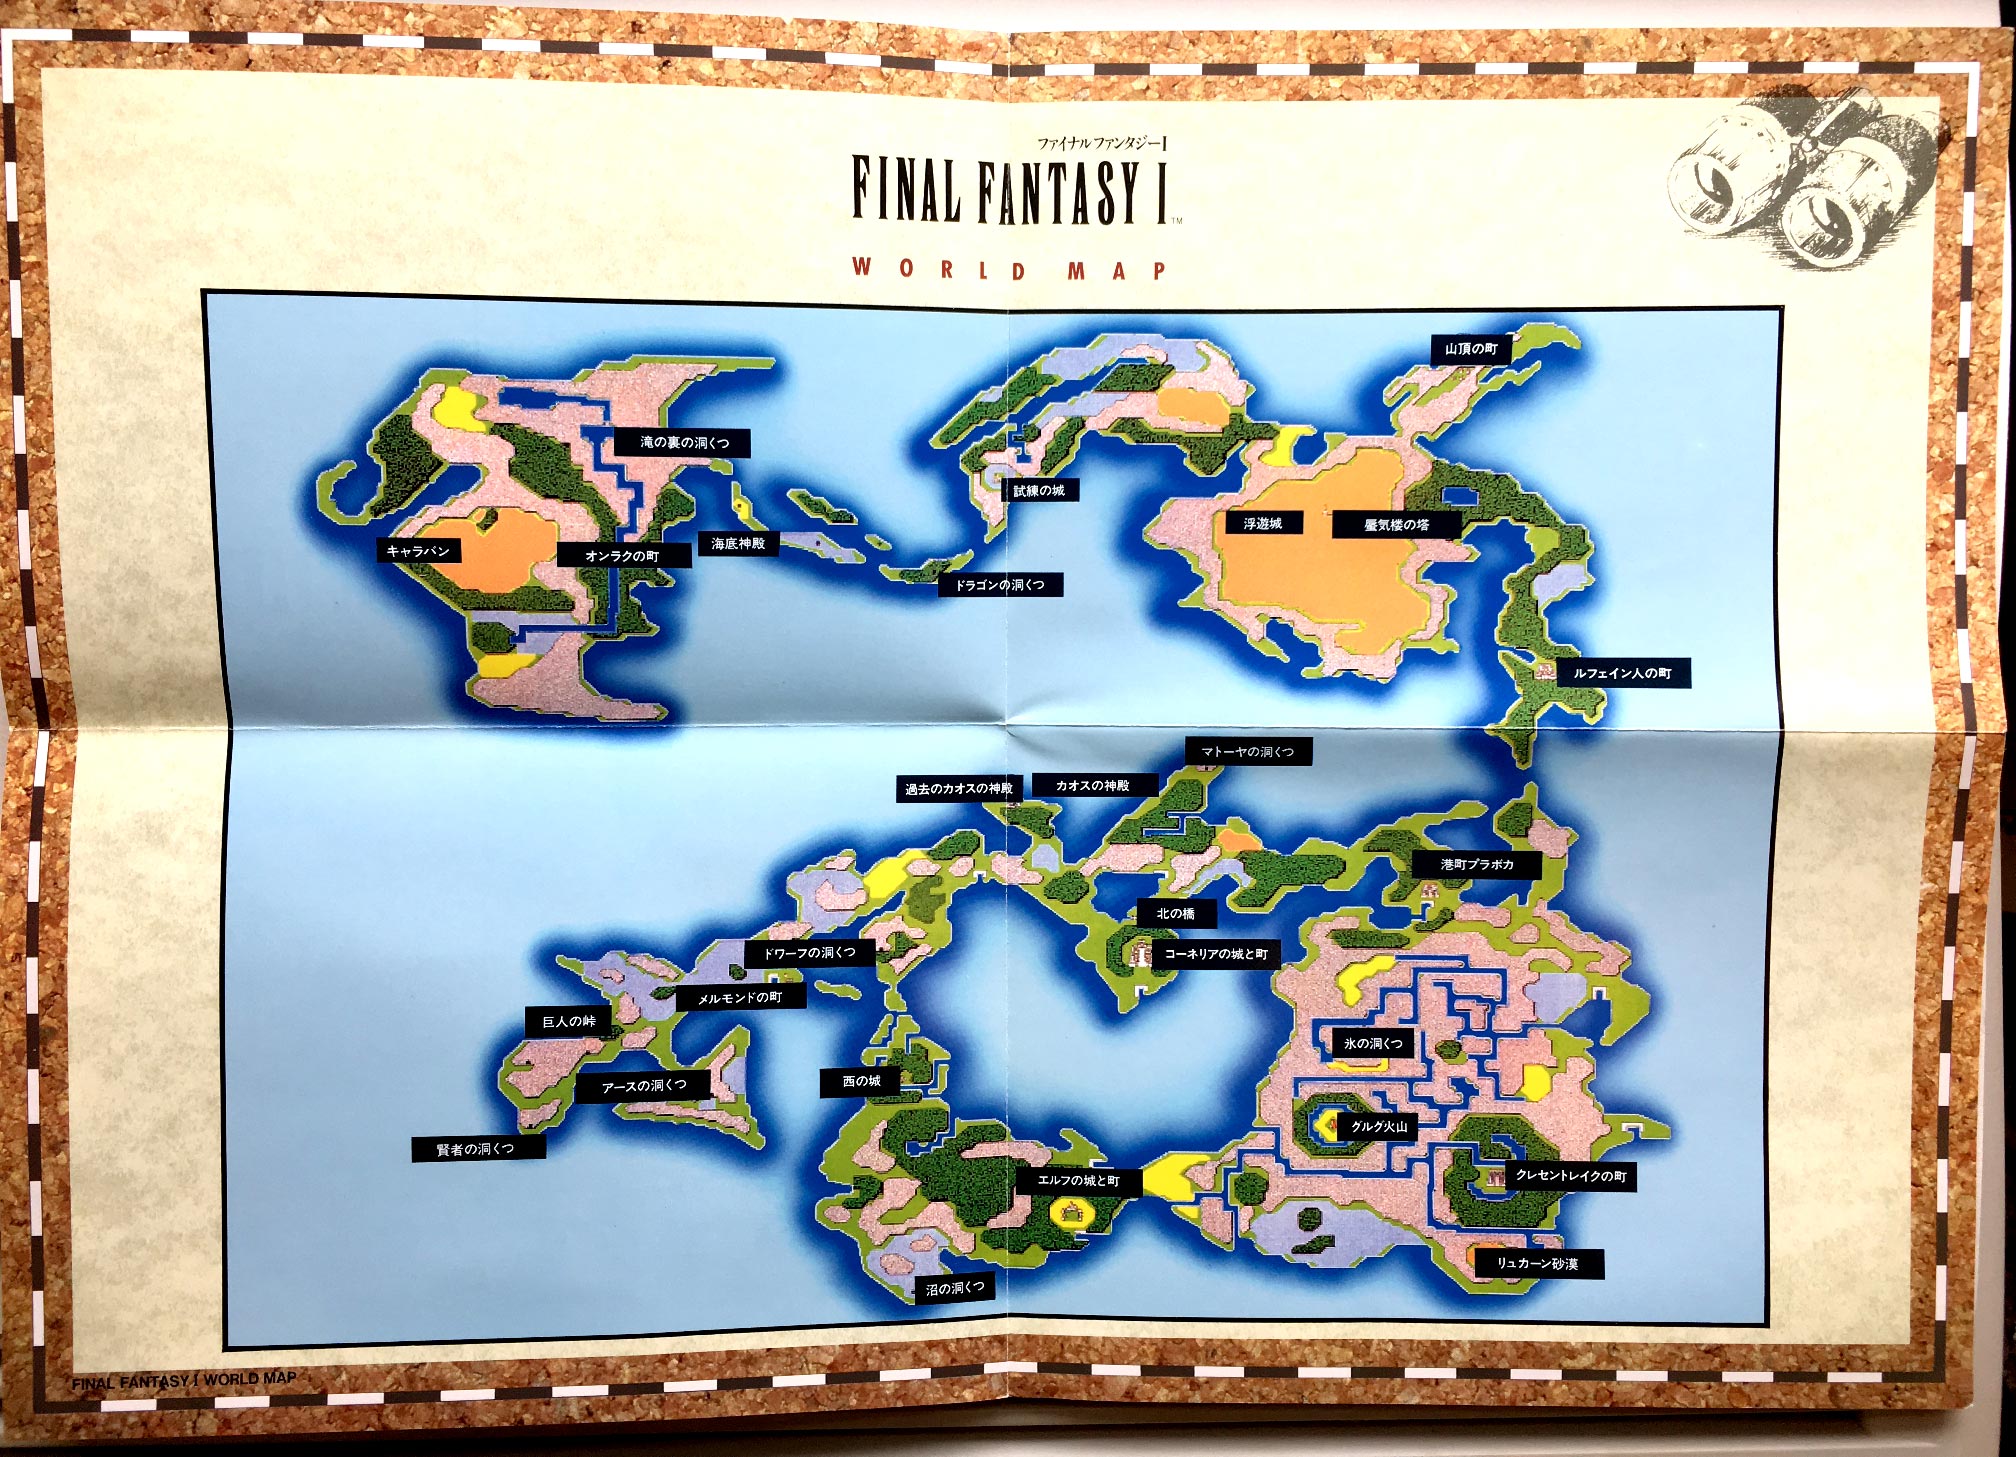 ファイナルファンタジーI
FINAL FANTASY I™
WORLD MAP
山頂の町
滝の裏の洞くつ
試練の城
浮遊城
蜃気楼の塔
キャラバン
オンラクの町
海底神殿
ドラゴンの洞くつ
ルフェイン人の町
マトーヤの洞くつ
過去のカオスの神殿
カオスの神殿
港町プラボカ
北の橋
ドワーフの洞くつ
コーネリアの城と町
メルモンドの町
巨人の峠
氷の洞くつ
アースの洞くつ
西の城
グルグ火山
賢者の洞くつ
エルフの城と町
クレセントレイクの町
リュカーン砂漠
沼の洞くつ
FINAL FANTASY I WORLD MAP